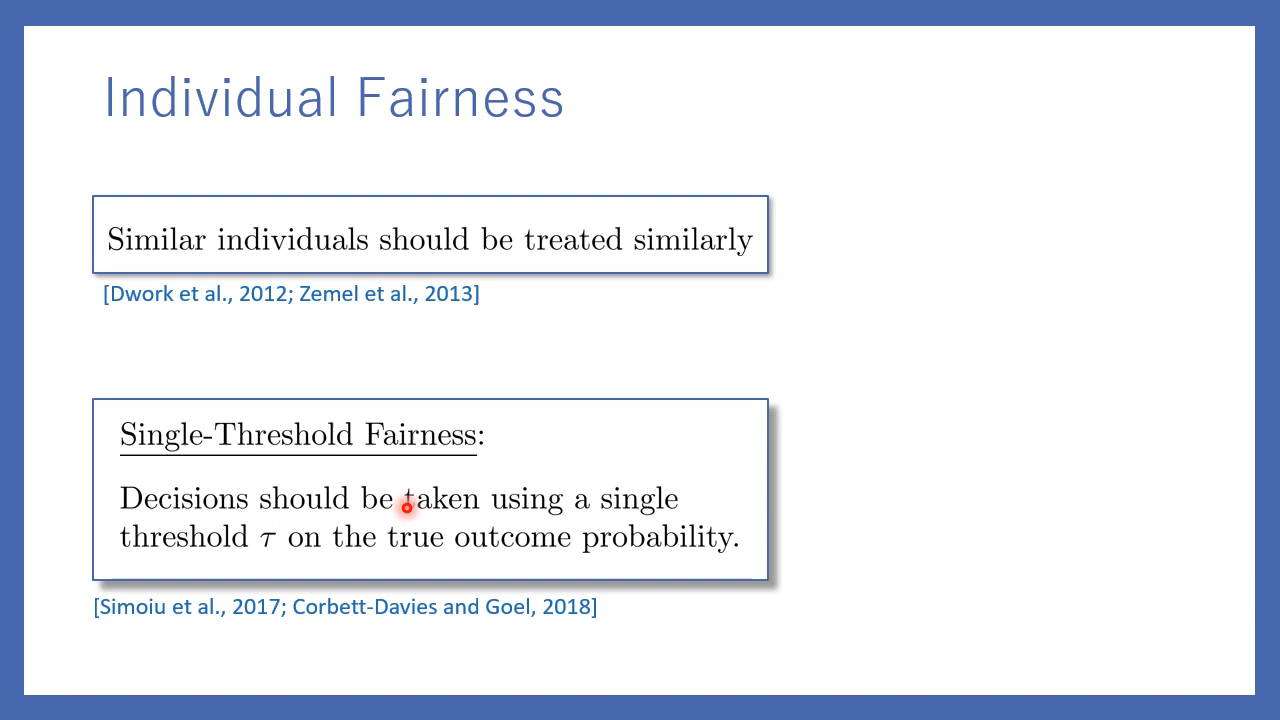 Individual Fairness
Similar individuals should be treated similarly
[Dwork et al., 2012; Zemel et al., 2013]
Single-Threshold Fairness:
Decisions should be taken using a single
threshold τ on the true outcome probability.
[Simoiu et al., 2017; Corbett-Davies and Goel, 2018]